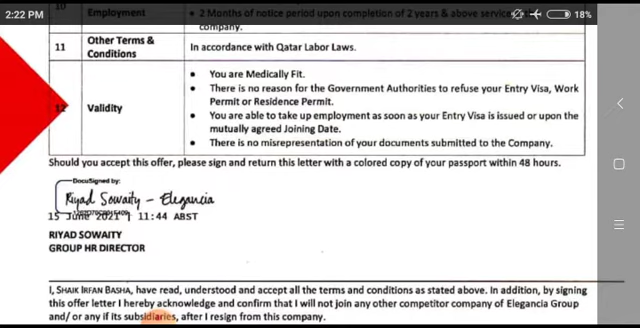 2:22 PM
18%
10
Employment
2 Months of notice period upon completion of 2 years & above service
company.
11
Other Terms &
Conditions
In accordance with Qatar Labor Laws.
12
Validity
• You are Medically Fit.
• There is no reason for the Government Authorities to refuse your Entry Visa, Work
Permit or Residence Permit.
• You are able to take up employment as soon as your Entry Visa is issued or upon the
mutually agreed Joining Date.
• There is no misrepresentation of your documents submitted to the Company.
Should you accept this offer, please sign and return this letter with a colored copy of your passport within 48 hours.
DocuSigned by:
Riyad Sowaity - Elegancia
15 June 2021 11:44 ABST
RIYAD SOWAITY
GROUP HR DIRECTOR
I, SHAIK IRFAN BASHA, have read, understood and accept all the terms and conditions as stated above. In addition, by signing
this offer letter I hereby acknowledge and confirm that I will not join any other competitor company of Elegancia Group
and/ or any if its subsidiaries, after I resign from this company.